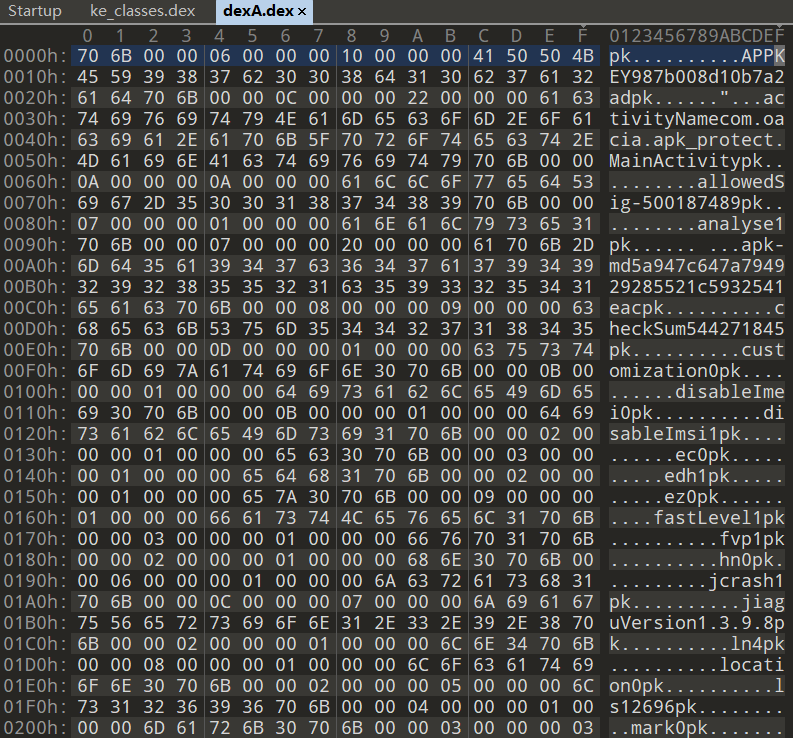 Startup ke_classes.dex dexA.dex ×
0 1 2 3 4 5 6 7 8 9 A B C D E F 0123456789ABCDEF
0000h: 70 6B 00 00 06 00 00 00 10 00 00 00 41 50 50 4B pk..........APPK
0010h: 45 59 39 38 37 62 30 30 38 64 31 30 62 37 61 32 EY987b008d10b7a2
0020h: 61 64 70 6B 00 00 0C 00 00 00 22 00 00 00 61 63 adpk......"...ac
0030h: 74 69 76 69 74 79 4E 61 6D 65 63 6F 6D 2E 6F 61 tivityNamecom.oa
0040h: 63 69 61 2E 61 70 6B 5F 70 72 6F 74 65 63 74 2E cia.apk_protect.
0050h: 4D 61 69 6E 41 63 74 69 76 69 74 79 70 6B 00 00 MainActivitypk..
0060h: 0A 00 00 00 0A 00 00 00 61 6C 6C 6F 77 65 64 53 ........allowedS
0070h: 69 67 2D 35 30 30 31 38 37 34 38 39 70 6B 00 00 ig-500187489pk..
0080h: 07 00 00 00 01 00 00 00 61 6E 61 6C 79 73 65 31 ........analyse1
0090h: 70 6B 00 00 07 00 00 00 20 00 00 00 61 70 6B 2D pk...... ...apk-
00A0h: 6D 64 35 61 39 34 37 63 36 34 37 61 37 39 34 39 md5a947c647a7949
00B0h: 32 39 32 38 35 35 32 31 63 35 39 33 32 35 34 31 29285521c5932541
00C0h: 65 61 63 70 6B 00 00 08 00 00 00 09 00 00 00 63 eacpk..........c
00D0h: 68 65 63 6B 53 75 6D 35 34 34 32 37 31 38 34 35 heckSum544271845
00E0h: 70 6B 00 00 0D 00 00 00 01 00 00 00 63 75 73 74 pk..........cust
00F0h: 6F 6D 69 7A 61 74 69 6F 6E 30 70 6B 00 00 0B 00 omization0pk....
0100h: 00 00 01 00 00 00 64 69 73 61 62 6C 65 49 6D 65 ......disableIme
0110h: 69 30 70 6B 00 00 0B 00 00 00 01 00 00 00 64 69 i0pk..........di
0120h: 73 61 62 6C 65 49 6D 73 69 31 70 6B 00 00 02 00 sableImsi1pk....
0130h: 00 00 01 00 00 00 65 63 30 70 6B 00 00 03 00 00 ......ec0pk.....
0140h: 00 01 00 00 00 65 64 68 31 70 6B 00 00 02 00 00 .....edh1pk.....
0150h: 00 01 00 00 00 65 7A 30 70 6B 00 00 09 00 00 00 .....ez0pk......
0160h: 01 00 00 00 66 61 73 74 4C 65 76 65 6C 31 70 6B ....fastLevel1pk
0170h: 00 00 03 00 00 00 01 00 00 00 66 76 70 31 70 6B ..........fvp1pk
0180h: 00 00 02 00 00 00 01 00 00 00 68 6E 30 70 6B 00 ..........hn0pk.
0190h: 00 06 00 00 00 01 00 00 00 6A 63 72 61 73 68 31 .........jcrash1
01A0h: 70 6B 00 00 0C 00 00 00 07 00 00 00 6A 69 61 67 pk..........jiag
01B0h: 75 56 65 72 73 69 6F 6E 31 2E 33 2E 39 2E 38 70 uVersion1.3.9.8p
01C0h: 6B 00 00 02 00 00 00 01 00 00 00 6C 6E 34 70 6B k..........ln4pk
01D0h: 00 00 08 00 00 00 01 00 00 00 6C 6F 63 61 74 69 ..........locati
01E0h: 6F 6E 30 70 6B 00 00 02 00 00 00 05 00 00 00 6C on0pk..........l
01F0h: 73 31 32 36 39 36 70 6B 00 00 04 00 00 00 01 00 s12696pk........
0200h: 00 00 6D 61 72 6B 30 70 6B 00 00 03 00 00 00 03 ..mark0pk.......